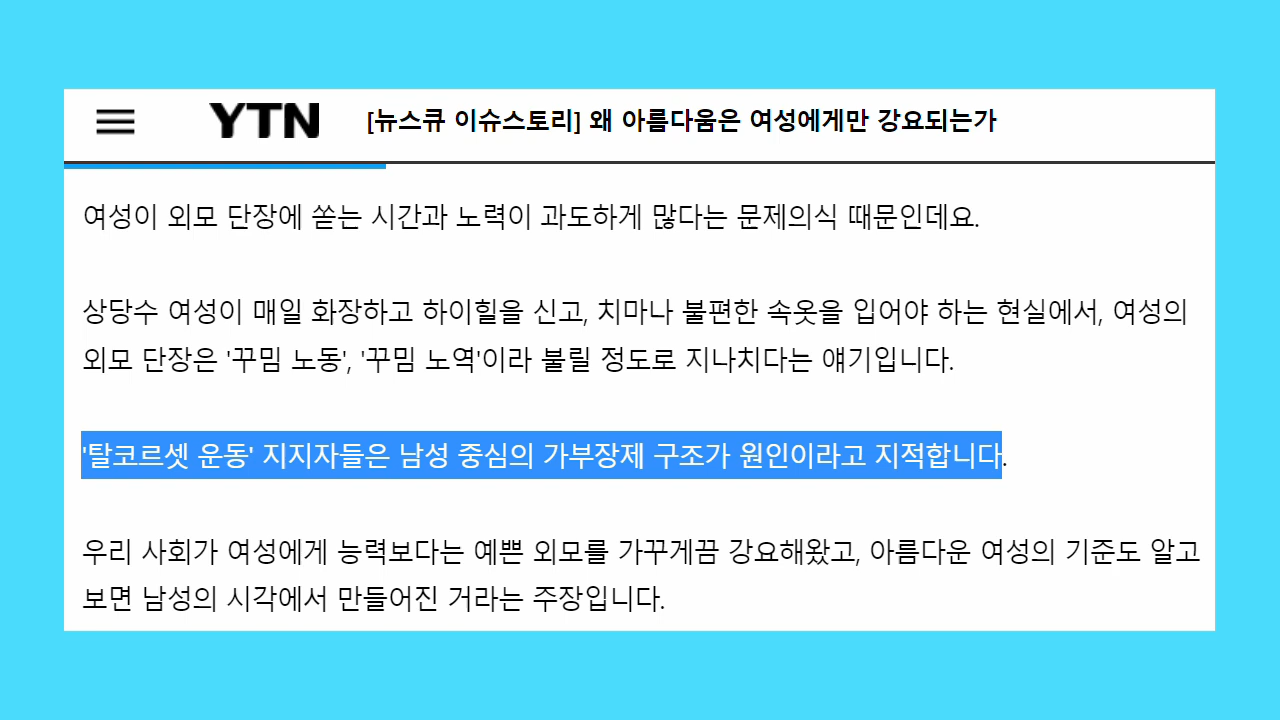 YTN [뉴스큐 이슈스토리] 왜 아름다움은 여성에게만 강요되는가
여성이 외모 단장에 쏟는 시간과 노력이 과도하게 많다는 문제의식 때문인데요.
상당수 여성이 매일 화장하고 하이힐을 신고, 치마나 불편한 속옷을 입어야 하는 현실에서, 여성의
외모 단장은 '꾸밈 노동', '꾸밈 노역'이라 불릴 정도로 지나치다는 얘기입니다.
'탈코르셋 운동' 지지자들은 남성 중심의 가부장제 구조가 원인이라고 지적합니다.
우리 사회가 여성에게 능력보다는 예쁜 외모를 가꾸게끔 강요해왔고, 아름다운 여성의 기준도 알고
보면 남성의 시각에서 만들어진 거라는 주장입니다.